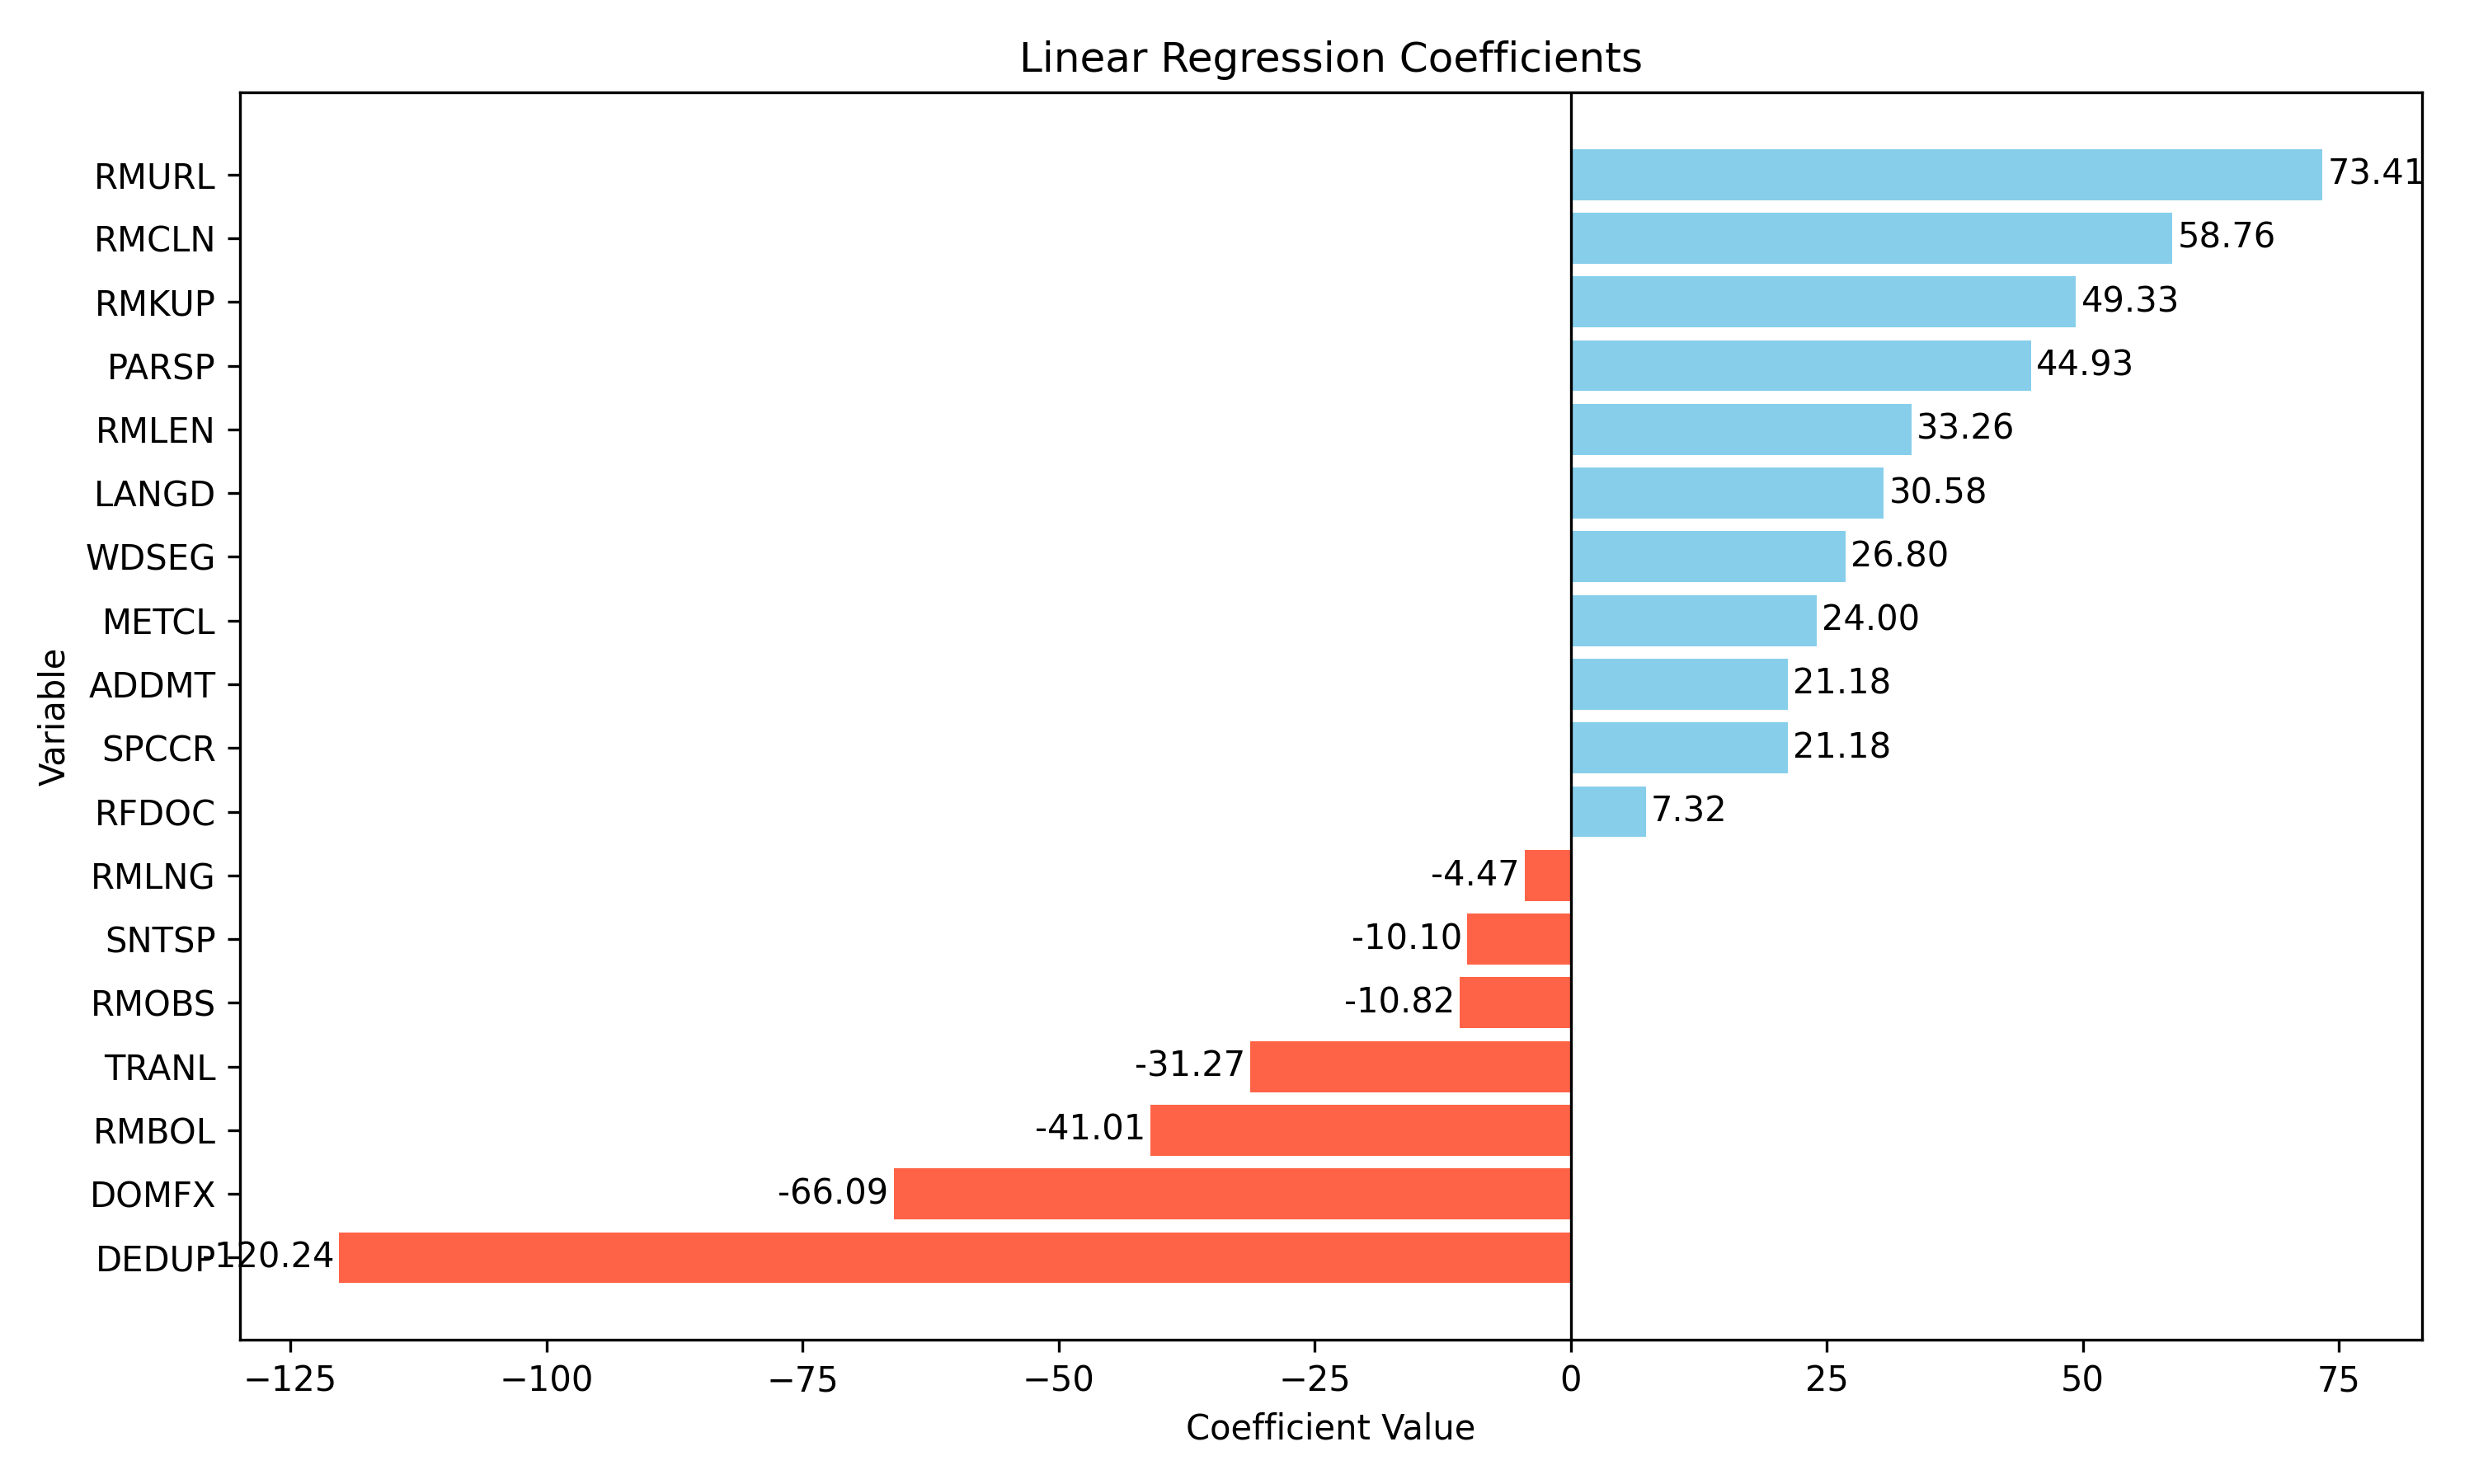 Linear Regression Coefficients
Variable
RMURL 73.41
RMCLN 58.76
RMKUP 49.33
PARSP 44.93
RMLEN 33.26
LANGD 30.58
WDSEG 26.80
METCL 24.00
ADDMT 21.18
SPCCR 21.18
RFDOC 7.32
RMLNG -4.47
SNTSP -10.10
RMOBS -10.82
TRANL -31.27
RMBOL -41.01
DOMFX -66.09
DEDUP -120.24
−125 −100 −75 −50 −25 0 25 50 75
Coefficient Value